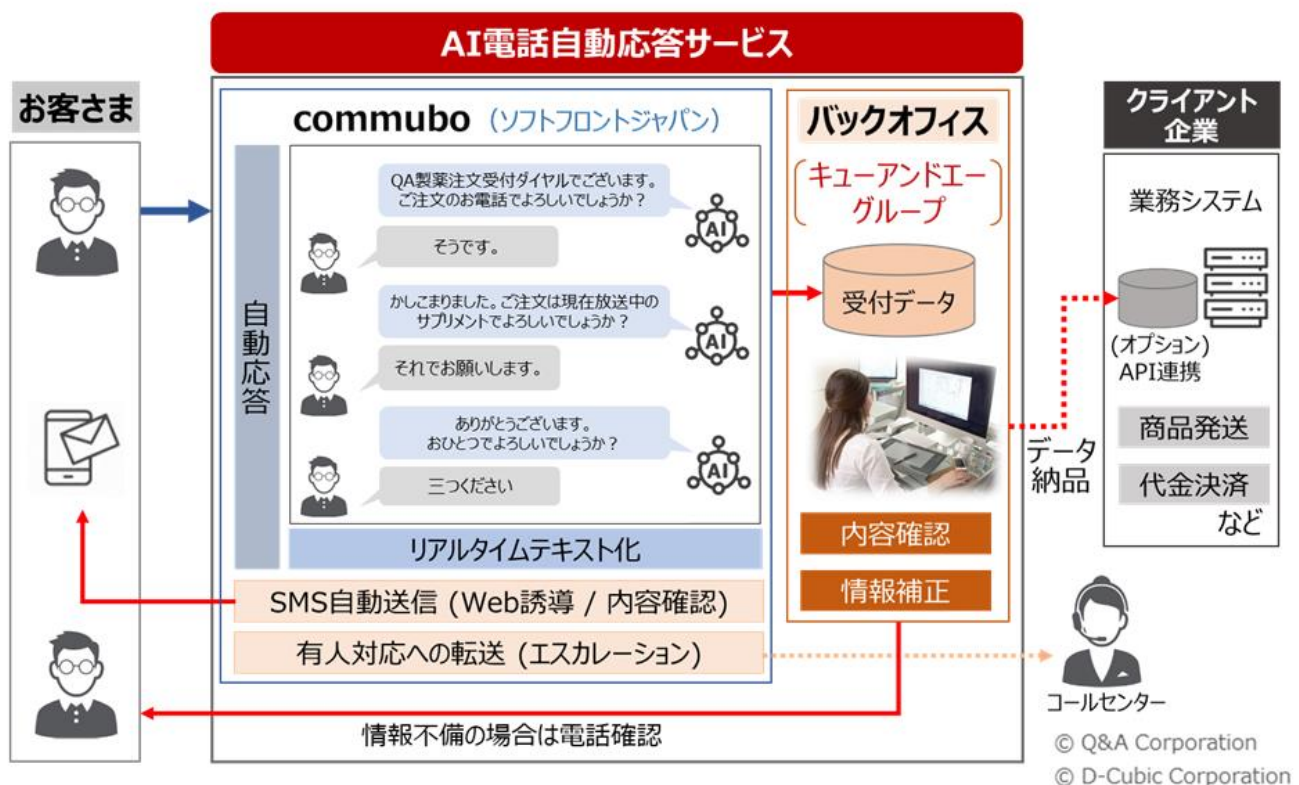 AI電話自動応答サービス
お客さま
commubo (ソフトフロントジャパン)
自動応答
QA製薬注文受付ダイヤルでございます。
ご注文のお電話でよろしいでしょうか？
AI
そうです。
かしこまりました。ご注文は現在放送中の
サプリメントでよろしいでしょうか？
AI
それでお願いします。
ありがとうございます。
おひとつでよろしいでしょうか？
AI
三つください
リアルタイムテキスト化
SMS自動送信 (Web誘導 / 内容確認)
有人対応への転送 (エスカレーション)
情報不備の場合は電話確認
バックオフィス
キューアンドエー
グループ
受付データ
内容確認
情報補正
データ
納品
クライアント
企業
業務システム
(オプション)
API連携
商品発送
代金決済
など
コールセンター
© Q&A Corporation
© D-Cubic Corporation